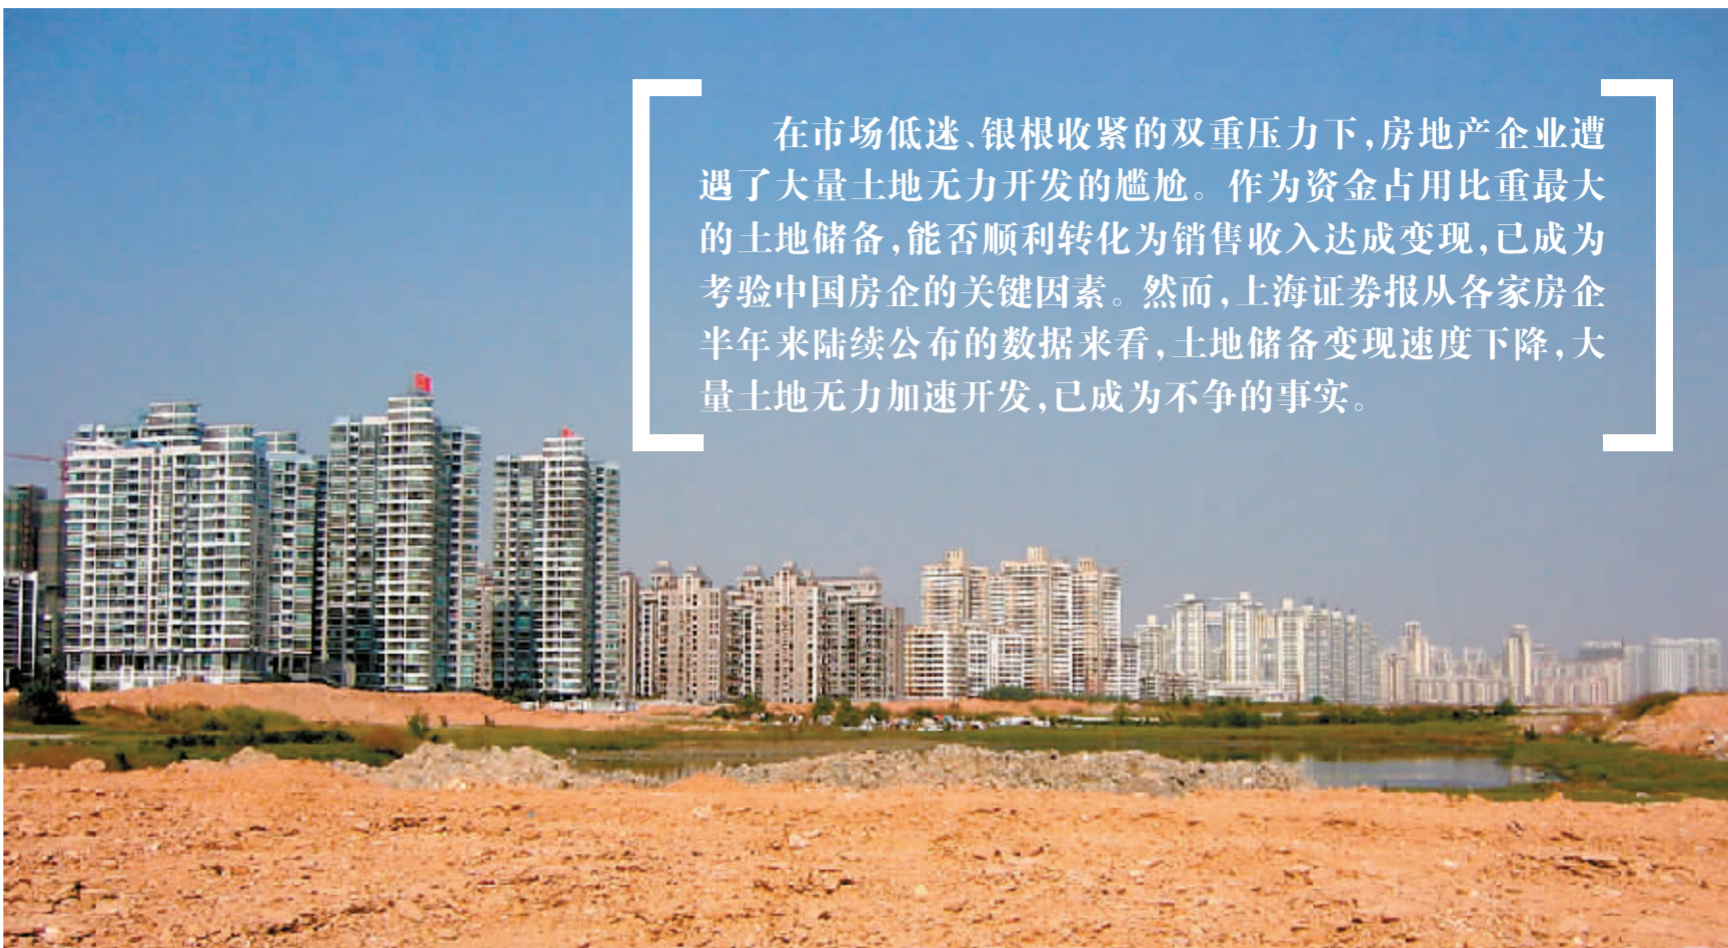 在市场低迷、银根收紧的双重压力下,房地产企业遭
遇了大量土地无力开发的尴尬。作为资金占用比重最大
的土地储备,能否顺利转化为销售收入达成变现,已成为
考验中国房企的关键因素。然而,上海证券报从各家房企
半年来陆续公布的数据来看,土地储备变现速度下降,大
量土地无力加速开发,已成为不争的事实。